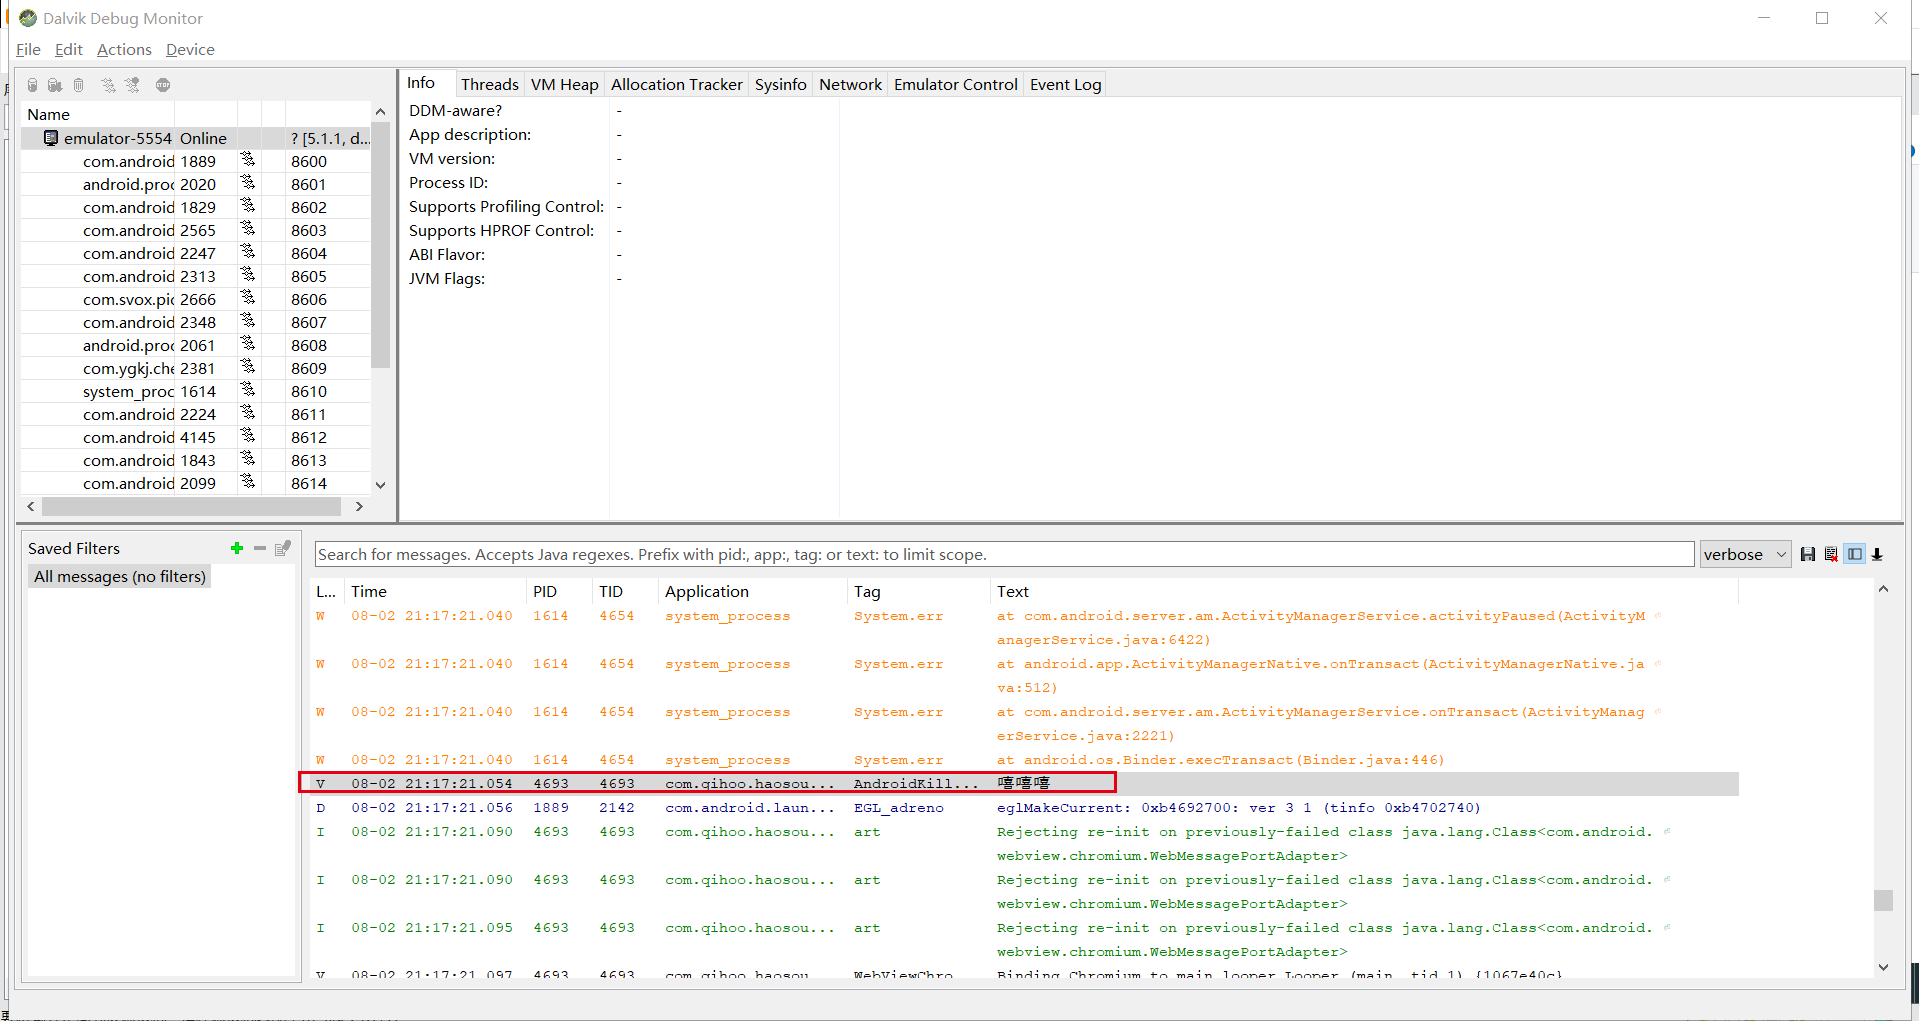 Dalvik Debug Monitor
File Edit Actions Device
Info Threads VM Heap Allocation Tracker Sysinfo Network Emulator Control Event Log
Name
emulator-5554 Online ? [5.1.1, d...
com.android 1889 8600
android.proc 2020 8601
com.android 1829 8602
com.android 2565 8603
com.android 2247 8604
com.android 2313 8605
com.svox.pic 2666 8606
com.android 2348 8607
android.proc 2061 8608
com.ygkj.che 2381 8609
system_proc 1614 8610
com.android 2224 8611
com.android 4145 8612
com.android 1843 8613
com.android 2099 8614
DDM-aware? -
App description: -
VM version: -
Process ID: -
Supports Profiling Control: -
Supports HPROF Control: -
ABI Flavor: -
JVM Flags: -
Saved Filters
All messages (no filters)
Search for messages. Accepts Java regexes. Prefix with pid:, app:, tag: or text: to limit scope.
verbose
L... Time PID TID Application Tag Text
W 08-02 21:17:21.040 1614 4654 system_process System.err at com.android.server.am.ActivityManagerService.activityPaused(ActivityM
anagerService.java:6422)
W 08-02 21:17:21.040 1614 4654 system_process System.err at android.app.ActivityManagerNative.onTransact(ActivityManagerNative.ja
va:512)
W 08-02 21:17:21.040 1614 4654 system_process System.err at com.android.server.am.ActivityManagerService.onTransact(ActivityManag
erService.java:2221)
W 08-02 21:17:21.040 1614 4654 system_process System.err at android.os.Binder.execTransact(Binder.java:446)
V 08-02 21:17:21.054 4693 4693 com.qihoo.haosou... AndroidKill... 嘻嘻嘻
D 08-02 21:17:21.056 1889 2142 com.android.laun... EGL_adreno eglMakeCurrent: 0xb4692700: ver 3 1 (tinfo 0xb4702740)
I 08-02 21:17:21.090 4693 4693 com.qihoo.haosou... art Rejecting re-init on previously-failed class java.lang.Class<com.android.
webview.chromium.WebMessagePortAdapter>
I 08-02 21:17:21.090 4693 4693 com.qihoo.haosou... art Rejecting re-init on previously-failed class java.lang.Class<com.android.
webview.chromium.WebMessagePortAdapter>
I 08-02 21:17:21.095 4693 4693 com.qihoo.haosou... art Rejecting re-init on previously-failed class java.lang.Class<com.android.
webview.chromium.WebMessagePortAdapter>
V 08-02 21:17:21.097 4693 4693 com.qihoo.haosou... WebViewChro... Binding Chromium to main looper Looper (main, tid 1) {1067e40c}